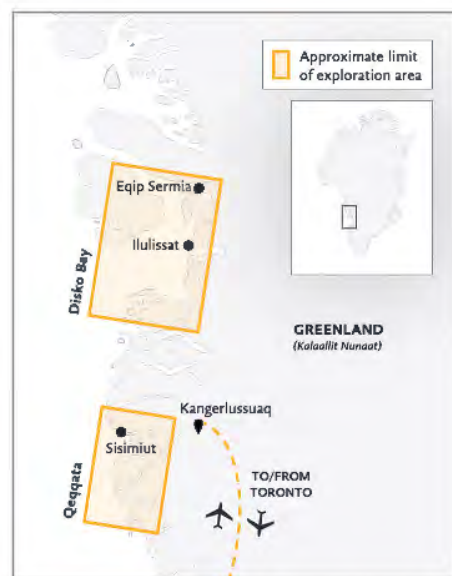 Approximate limit
of exploration area
Eqip Sermia
Ilulissat
Disko Bay
GREENLAND
(Kalaallit Nunaat)
Kangerlussuaq
Sisimiut
Qeqqata
TO/FROM
TORONTO